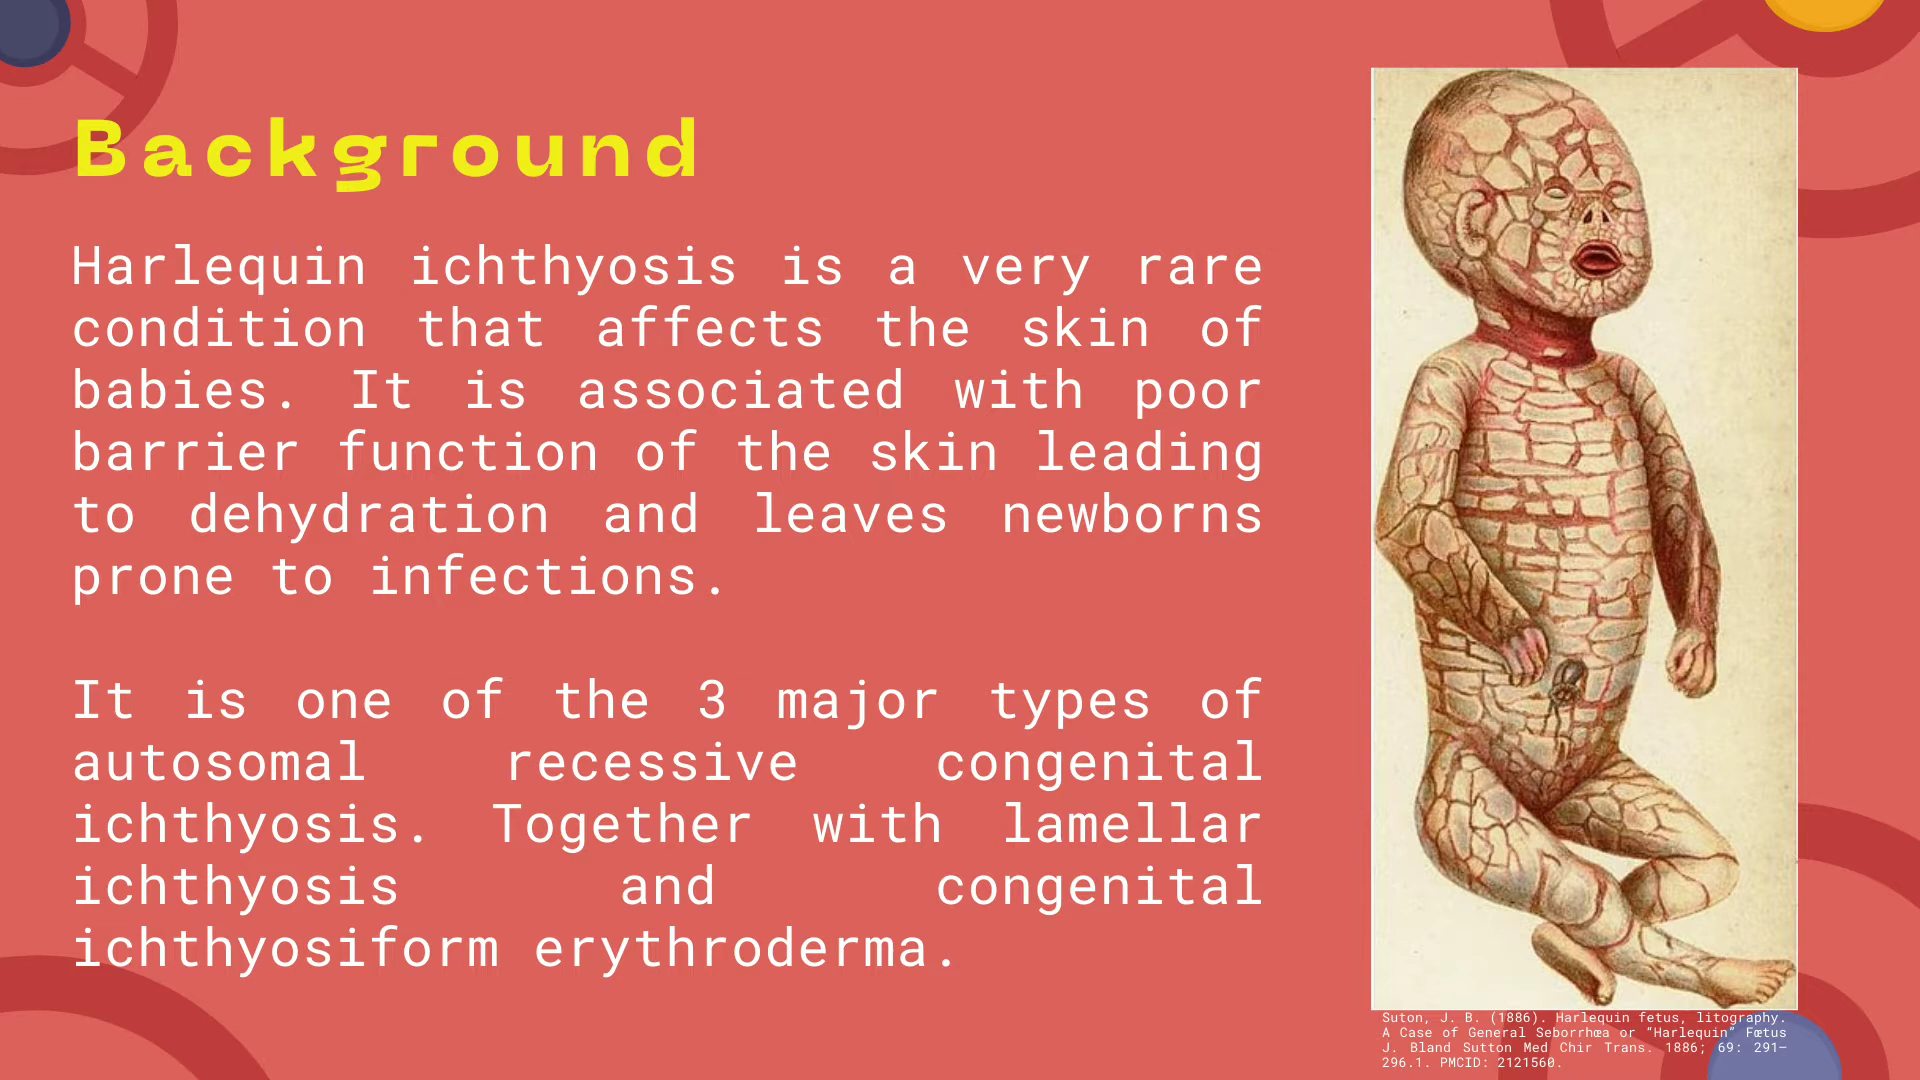 Background
Harlequin ichthyosis is a very rare
condition that affects the skin of
babies. It is associated with poor
barrier function of the skin leading
to dehydration and leaves newborns
prone to infections.
It is one of the 3 major types of
autosomal recessive congenital
ichthyosis. Together with lamellar
ichthyosis and congenital
ichthyosiform erythroderma.
Suton, J. B. (1886). Harlequin fetus, litography.
A Case of General Seborrhœa or “Harlequin” Fœtus
J. Bland Sutton Med Chir Trans. 1886; 69: 291–
296.1. PMCID: 2121560.